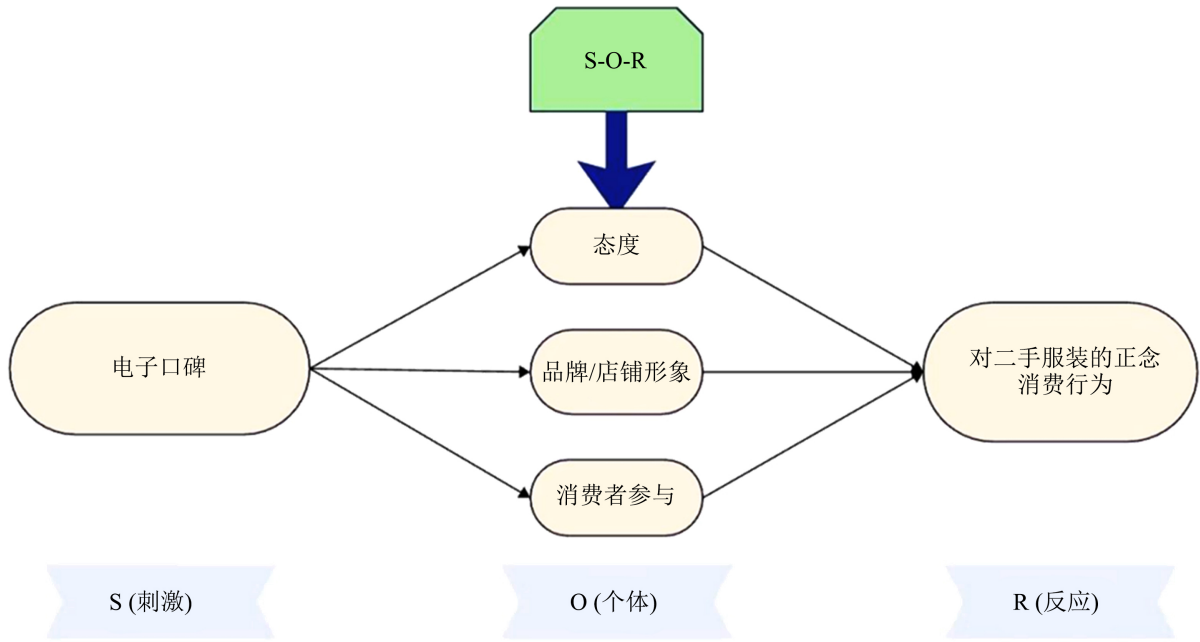 S-O-R
态度
电子口碑
品牌/店铺形象
对二手服装的正念
消费行为
消费者参与
S (刺激)
O (个体)
R (反应)